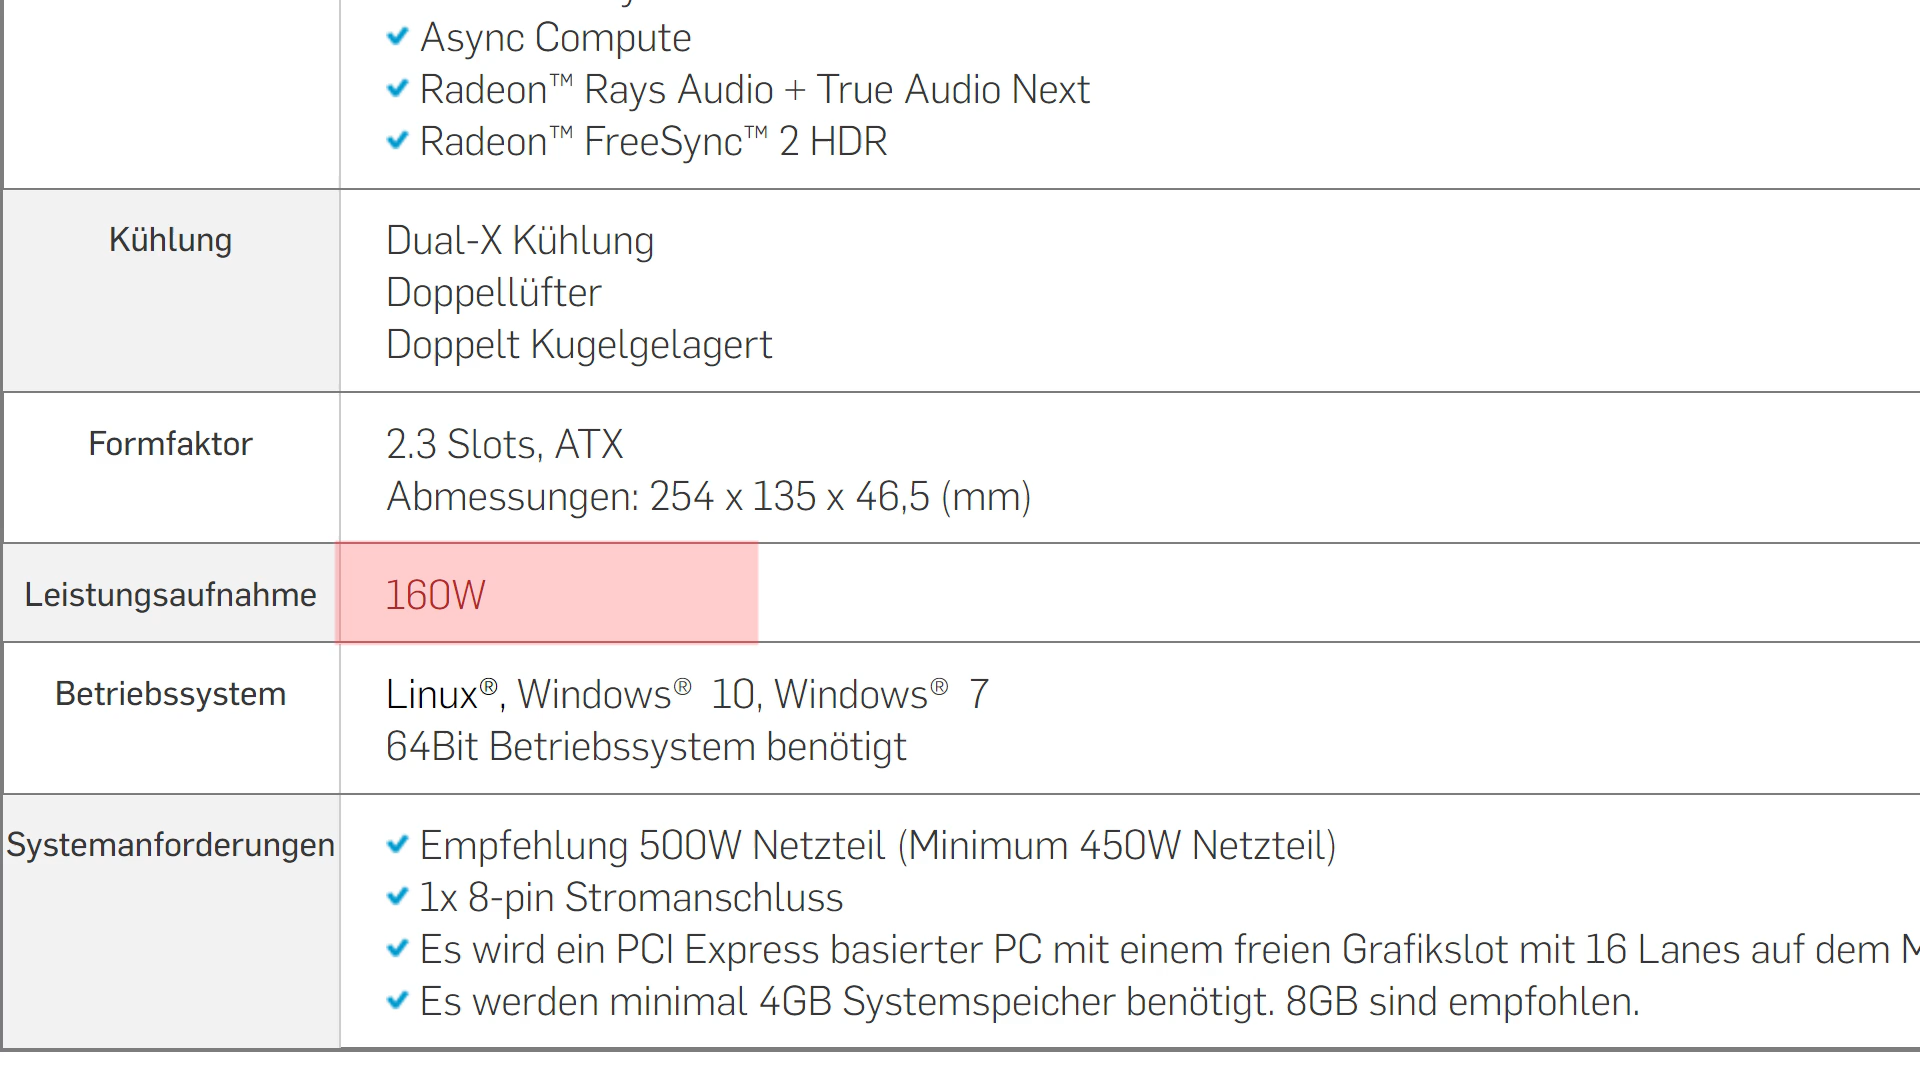 ✔ Async Compute
✔ Radeon™ Rays Audio + True Audio Next
✔ Radeon™ FreeSync™ 2 HDR
Kühlung
Dual-X Kühlung
Doppellüfter
Doppelt Kugelgelagert
Formfaktor
2.3 Slots, ATX
Abmessungen: 254 x 135 x 46,5 (mm)
Leistungsaufnahme
160W
Betriebssystem
Linux®, Windows® 10, Windows® 7
64Bit Betriebssystem benötigt
Systemanforderungen
✔ Empfehlung 500W Netzteil (Minimum 450W Netzteil)
✔ 1x 8-pin Stromanschluss
✔ Es wird ein PCI Express basierter PC mit einem freien Grafikslot mit 16 Lanes auf dem
✔ Es werden minimal 4GB Systemspeicher benötigt. 8GB sind empfohlen.